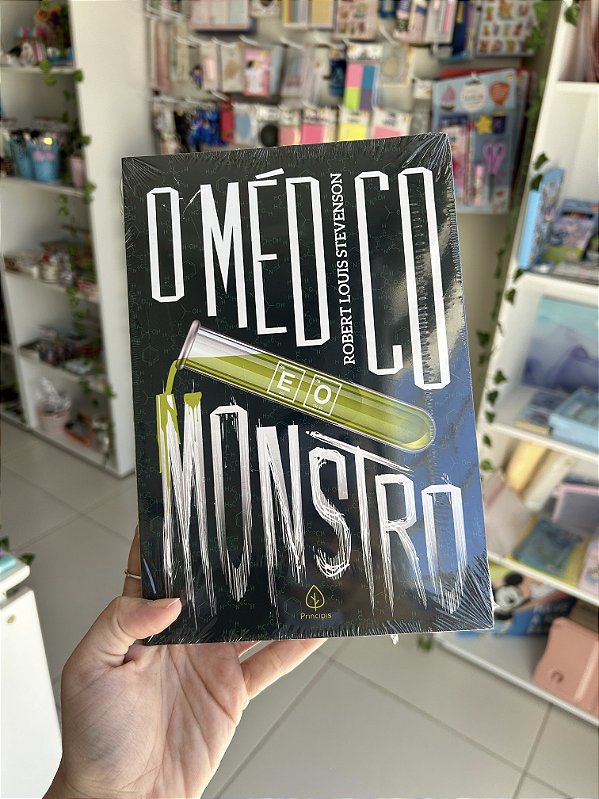 O MÉDICO
ROBERT LOUIS STEVENSON
E O
MONSTRO
Principis